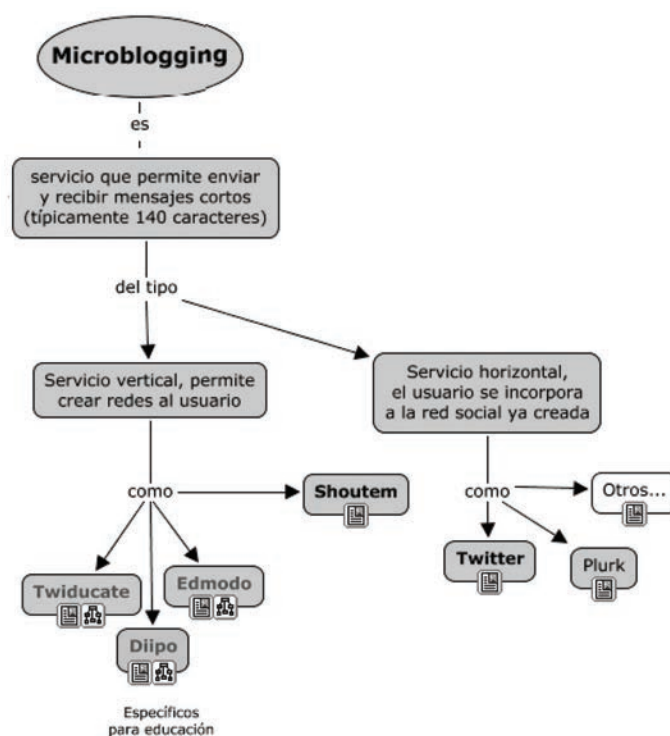 Microblogging
es
servicio que permite enviar
y recibir mensajes cortos
(típicamente 140 caracteres)
del tipo
Servicio vertical, permite
crear redes al usuario
Servicio horizontal,
el usuario se incorpora
a la red social ya creada
como
Shoutem
como
Otros...
Twitter
Plurk
Twiducate
Edmodo
Diipo
Específicos
para educación